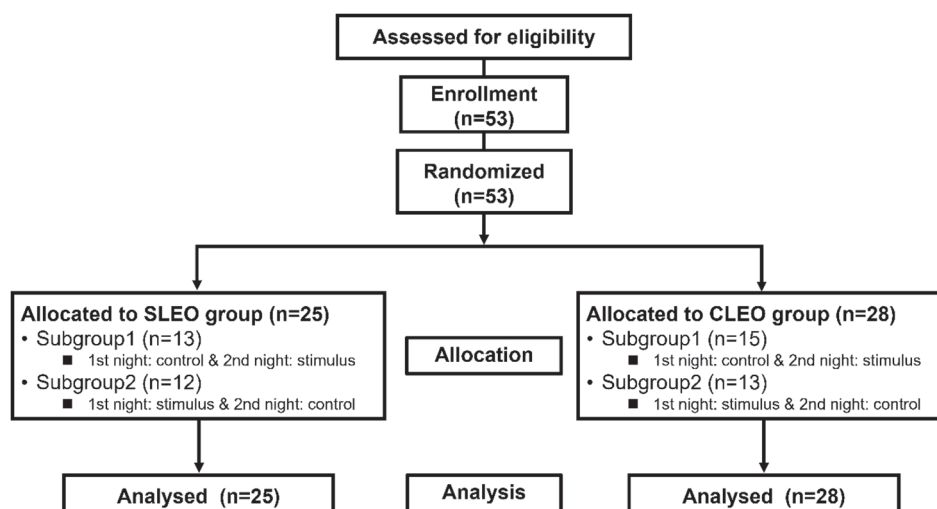 Assessed for eligibility
Enrollment
(n=53)
Randomized
(n=53)
Allocated to SLEO group (n=25)
• Subgroup1 (n=13)
■ 1st night: control & 2nd night: stimulus
• Subgroup2 (n=12)
■ 1st night: stimulus & 2nd night: control
Allocation
Allocated to CLEO group (n=28)
• Subgroup1 (n=15)
■ 1st night: control & 2nd night: stimulus
• Subgroup2 (n=13)
■ 1st night: stimulus & 2nd night: control
Analysed (n=25)
Analysis
Analysed (n=28)